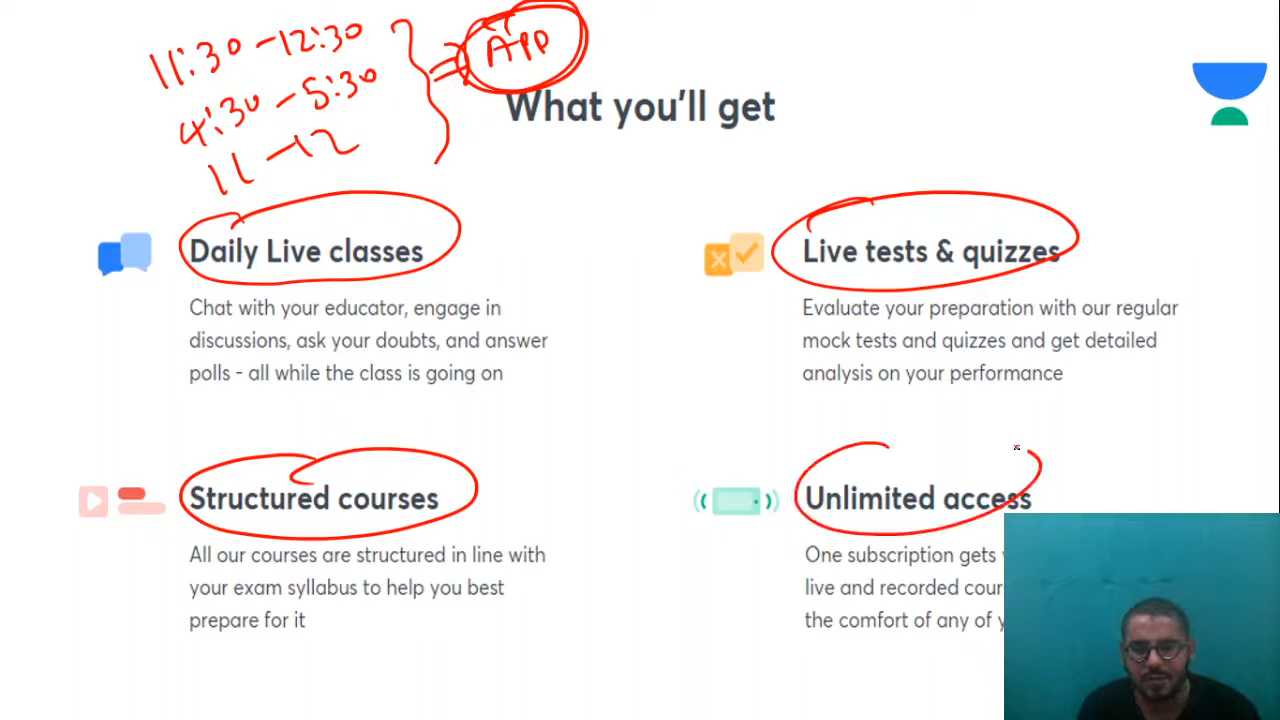 11:30 - 12:30
4:30 - 5:30
11 - 12
App
What you'll get
Daily Live classes
Chat with your educator, engage in
discussions, ask your doubts, and answer
polls - all while the class is going on
Live tests & quizzes
Evaluate your preparation with our regular
mock tests and quizzes and get detailed
analysis on your performance
Structured courses
All our courses are structured in line with
your exam syllabus to help you best
prepare for it
Unlimited access
One subscription gets
live and recorded
the comfort of any of